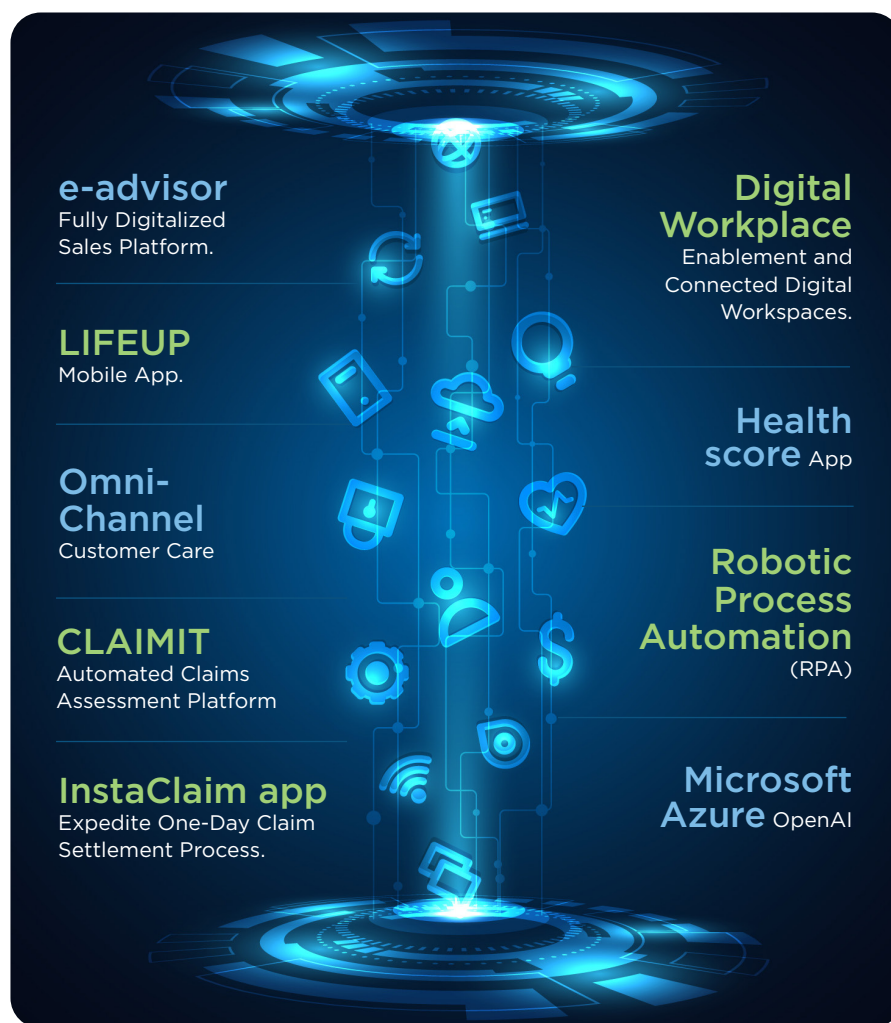 e-advisor
Fully Digitalized
Sales Platform.
LIFEUP
Mobile App.
Omni-
Channel
Customer Care
CLAIMIT
Automated Claims
Assessment Platform
InstaClaim app
Expedite One-Day Claim
Settlement Process.
Digital
Workplace
Enablement and
Connected Digital
Workspaces.
Health
score App
Robotic
Process
Automation
(RPA)
Microsoft
Azure OpenAI